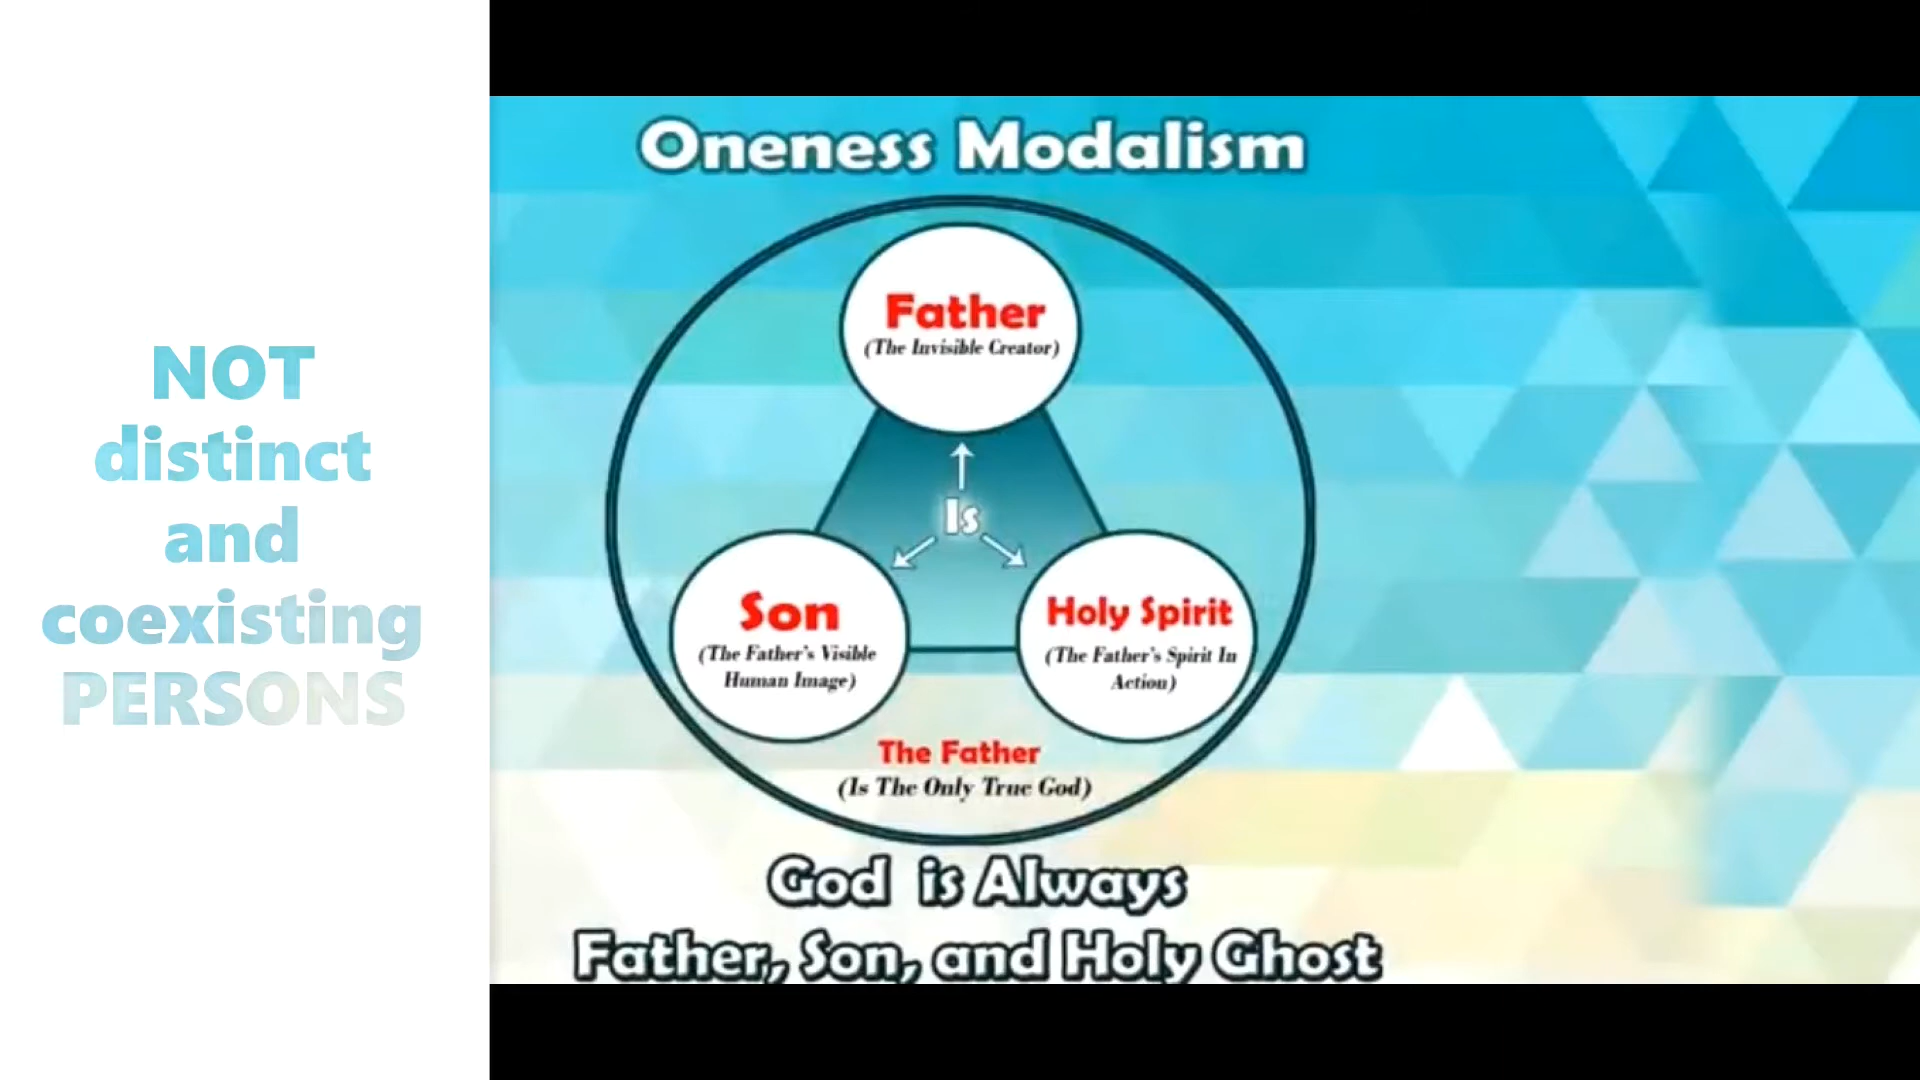 NOT
distinct
and
coexisting
PERSONS
Oneness Modalism
Father
(The Invisible Creator)
Is
Son
(The Father's Visible
Human Image)
Holy Spirit
(The Father's Spirit In
Action)
The Father
(Is The Only True God)
God is Always
Father, Son, and Holy Ghost